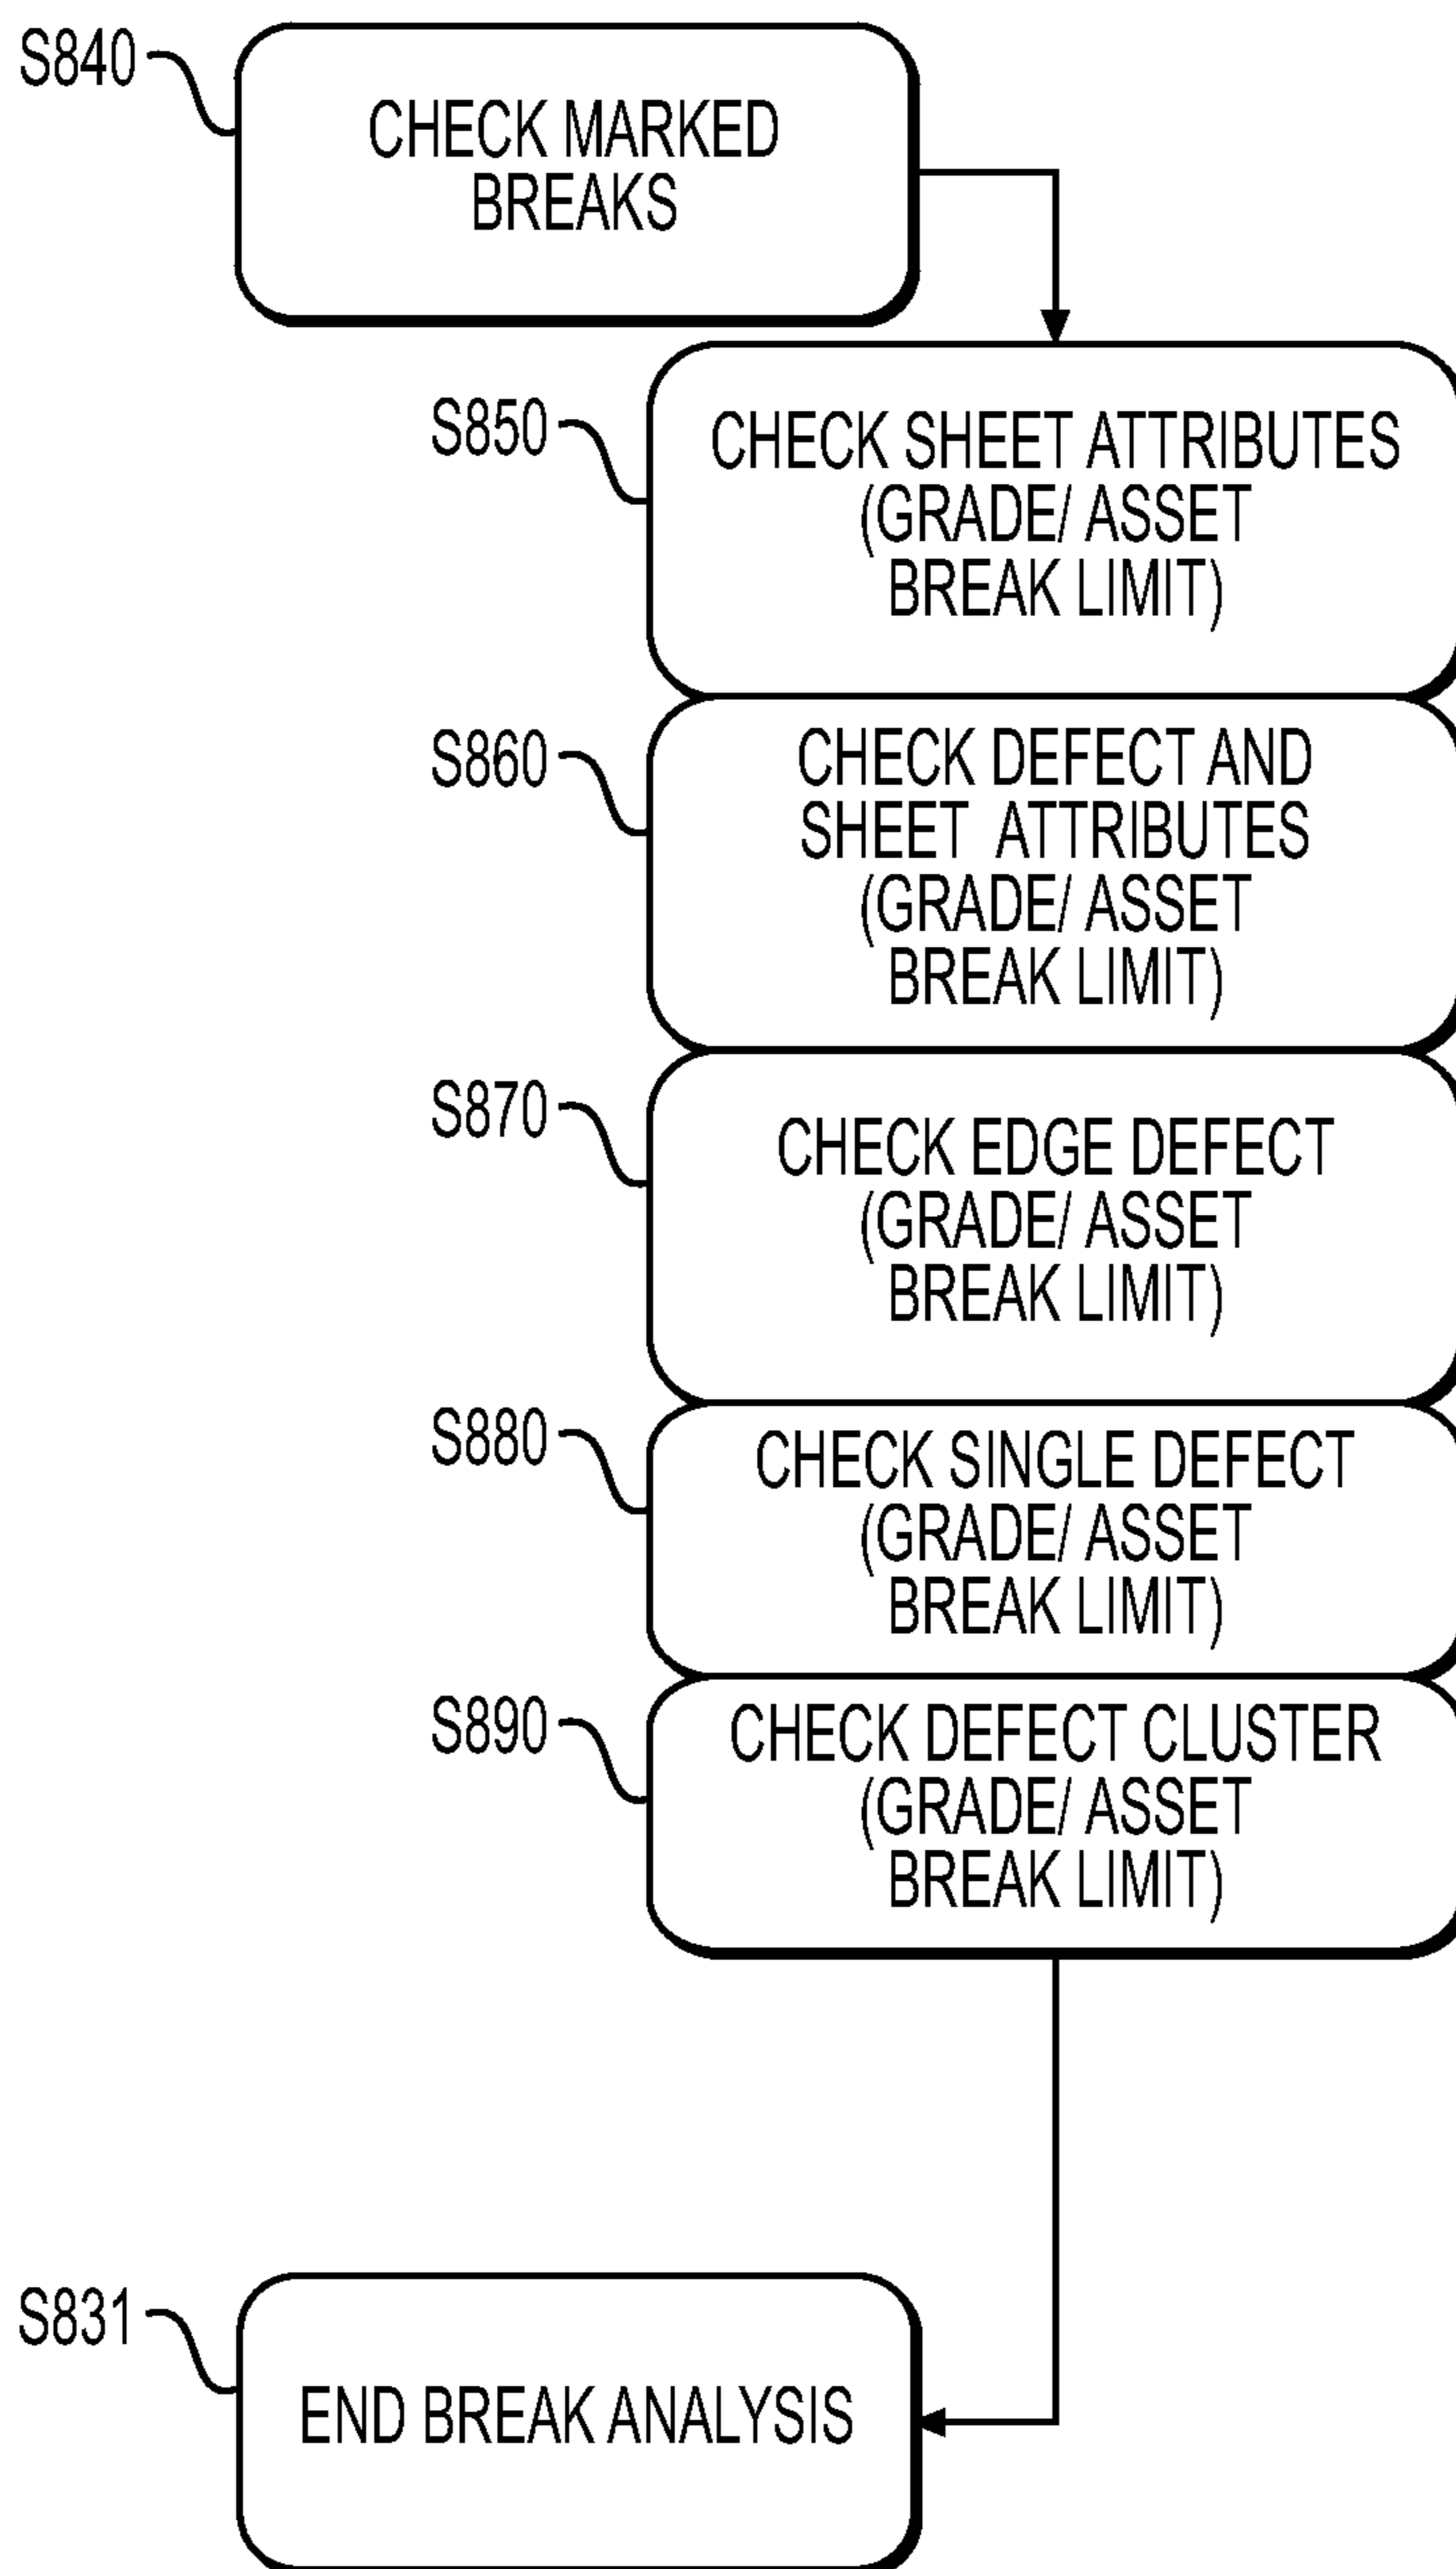 S840
CHECK MARKED
BREAKS
S850
CHECK SHEET ATTRIBUTES
(GRADE/ ASSET
BREAK LIMIT)
S860
CHECK DEFECT AND
SHEET ATTRIBUTES
(GRADE/ ASSET
BREAK LIMIT)
S870
CHECK EDGE DEFECT
(GRADE/ ASSET
BREAK LIMIT)
S880
CHECK SINGLE DEFECT
(GRADE/ ASSET
BREAK LIMIT)
S890
CHECK DEFECT CLUSTER
(GRADE/ ASSET
BREAK LIMIT)
S831
END BREAK ANALYSIS